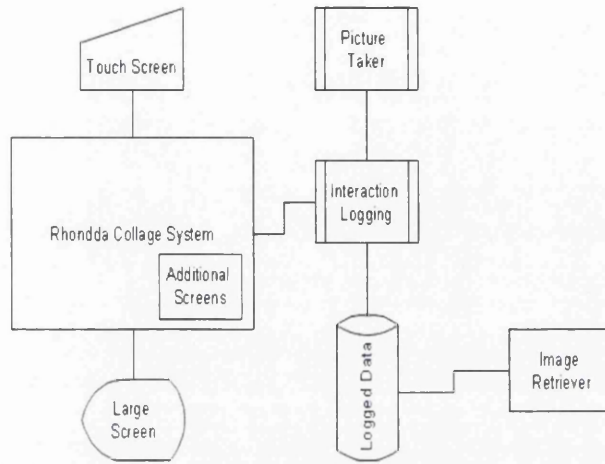 Touch Screen
Picture
Taker
Rhondda Collage System
Additional
Screens
Interaction
Logging
Large
Screen
Logged Data
Image
Retriever